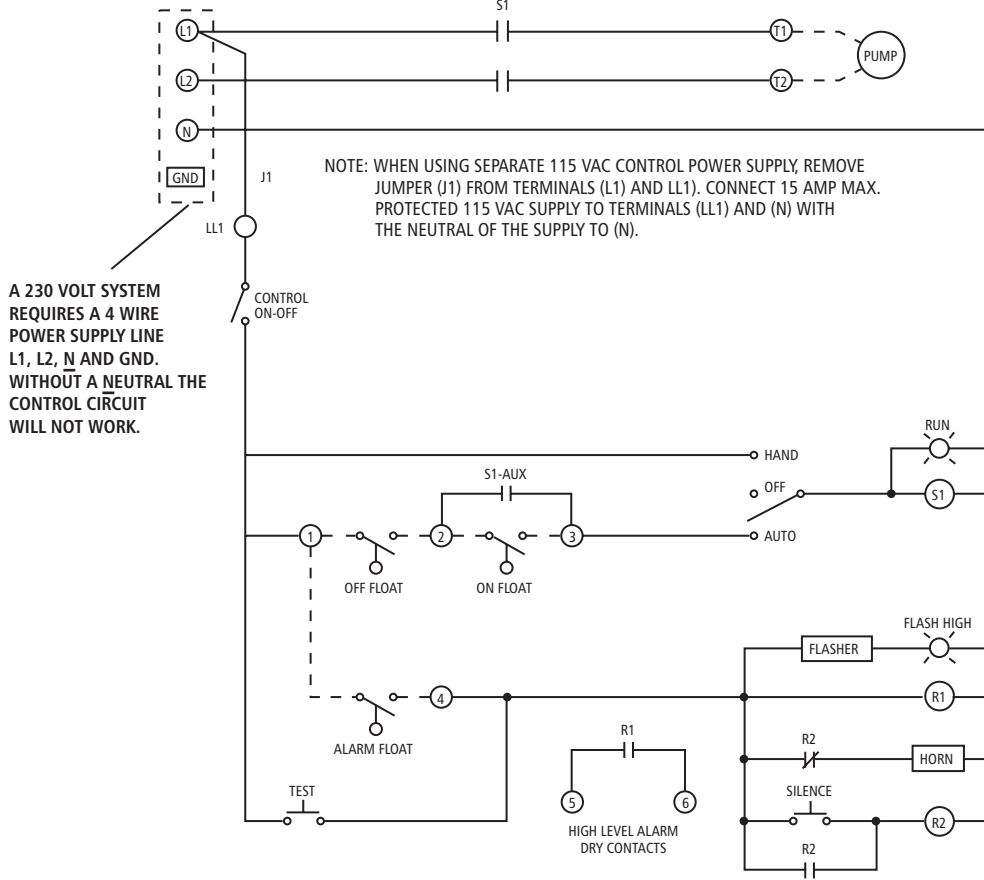 S1
L1
T1
PUMP
L2
T2
N
GND
J1
NOTE: WHEN USING SEPARATE 115 VAC CONTROL POWER SUPPLY, REMOVE
JUMPER (J1) FROM TERMINALS (L1) AND LL1). CONNECT 15 AMP MAX.
PROTECTED 115 VAC SUPPLY TO TERMINALS (LL1) AND (N) WITH
THE NEUTRAL OF THE SUPPLY TO (N).
LL1
A 230 VOLT SYSTEM
REQUIRES A 4 WIRE
POWER SUPPLY LINE
L1, L2, N AND GND.
WITHOUT A NEUTRAL THE
CONTROL CIRCUIT
WILL NOT WORK.
CONTROL
ON-OFF
RUN
HAND
S1-AUX
OFF
S1
1
2
3
AUTO
OFF FLOAT
ON FLOAT
FLASH HIGH
FLASHER
4
R1
ALARM FLOAT
R1
R2
HORN
TEST
5
6
SILENCE
R2
HIGH LEVEL ALARM
DRY CONTACTS
R2